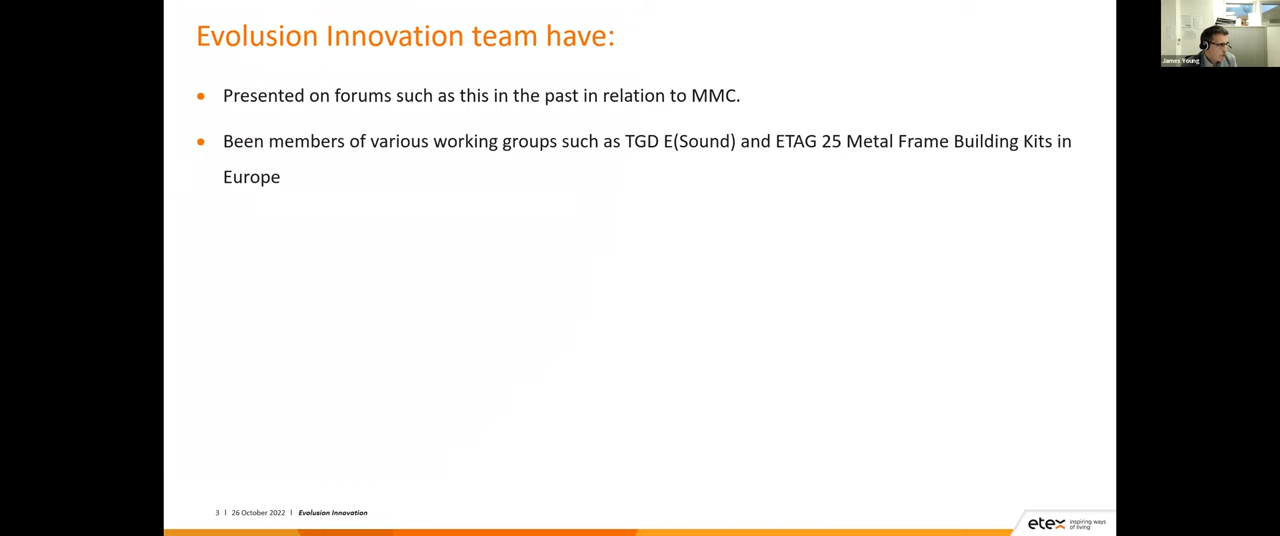 Evolusion Innovation team have:
James Young
• Presented on forums such as this in the past in relation to MMC.
• Been members of various working groups such as TGD E(Sound) and ETAG 25 Metal Frame Building Kits in
Europe
3 | 26 October 2022 | Evolusion Innovation
etex inspiring ways
of living